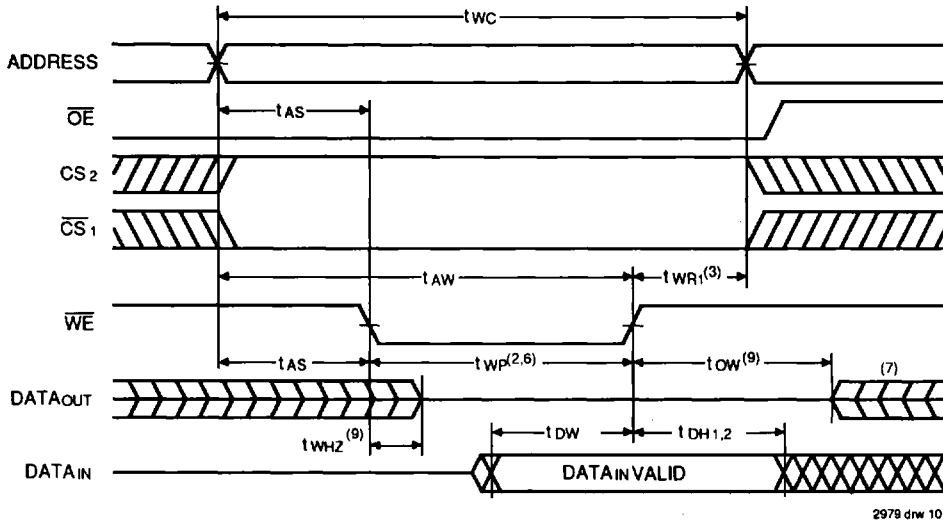 tWC
ADDRESS
tAS
OE
CS2
CS1
tAW
tWR1(3)
WE
tAS
tWP(2,6)
tOW(9)
(7)
DATAOUT
tWHZ(9)
tDW
tDH1,2
DATAIN
DATAIN VALID
2979 drw 10